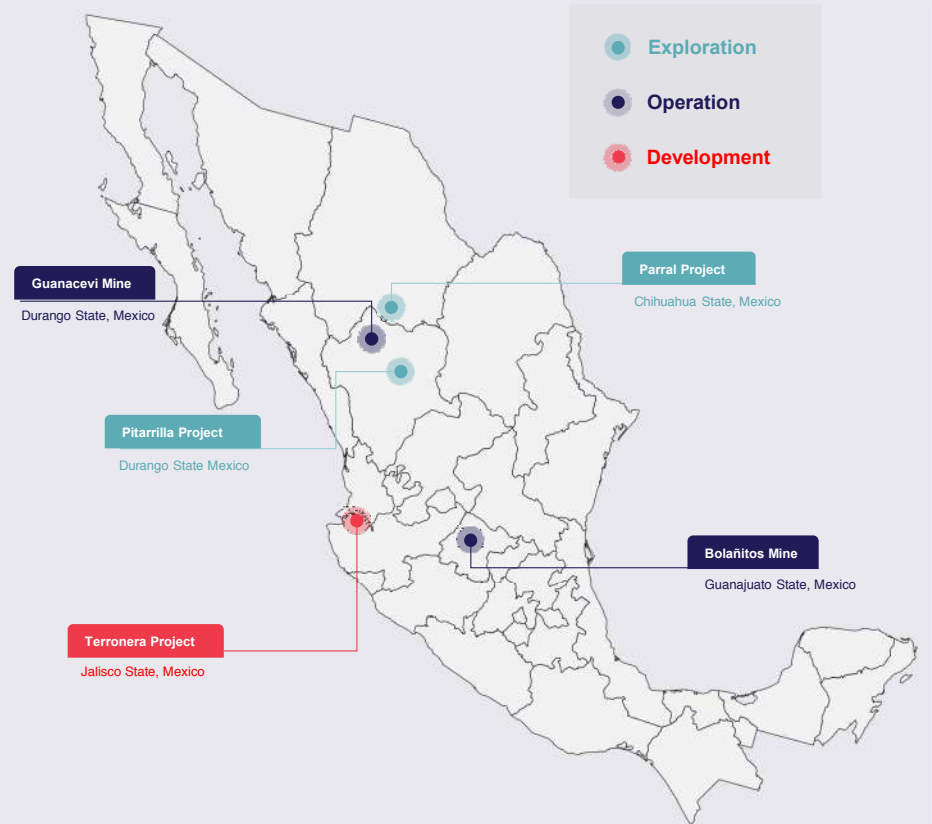 Exploration
Operation
Development
Guanacevi Mine
Durango State, Mexico
Parral Project
Chihuahua State, Mexico
Pitarrilla Project
Durango State Mexico
Bolañitos Mine
Guanajuato State, Mexico
Terronera Project
Jalisco State, Mexico